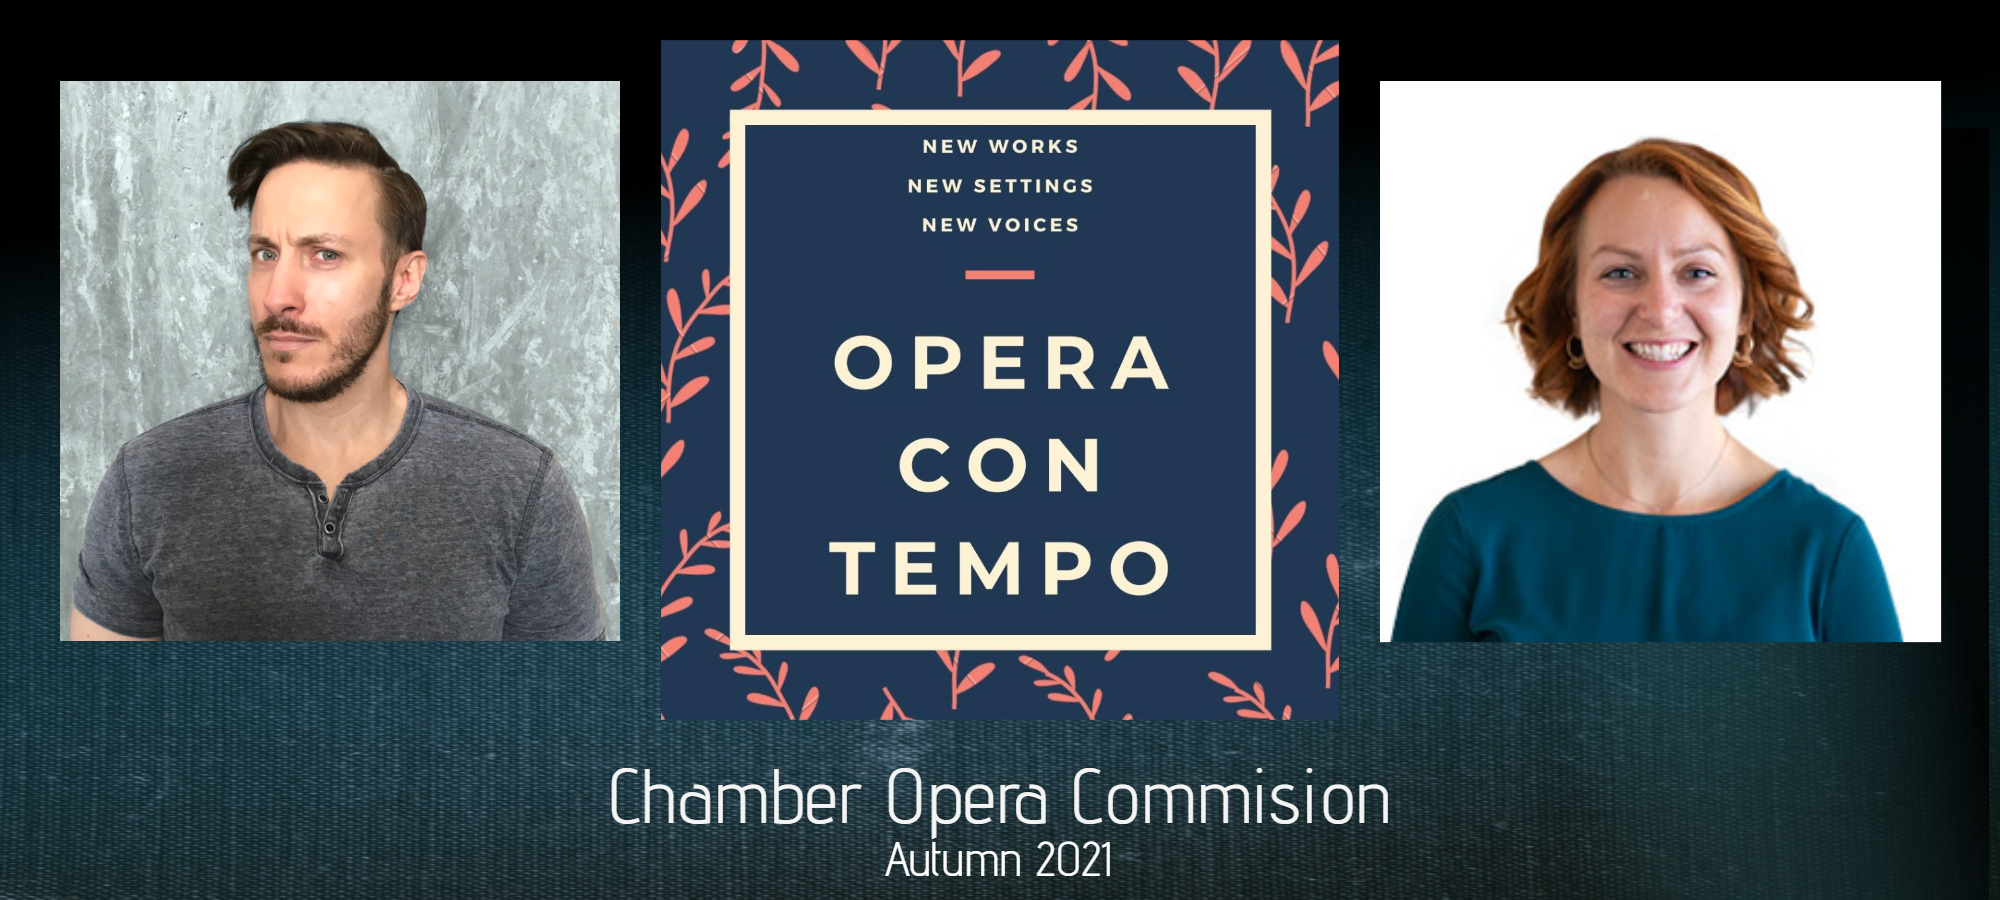 NEW WORKS
NEW SETTINGS
NEW VOICES
OPERA
CON
TEMPO
Chamber Opera Commision
Autumn 2021